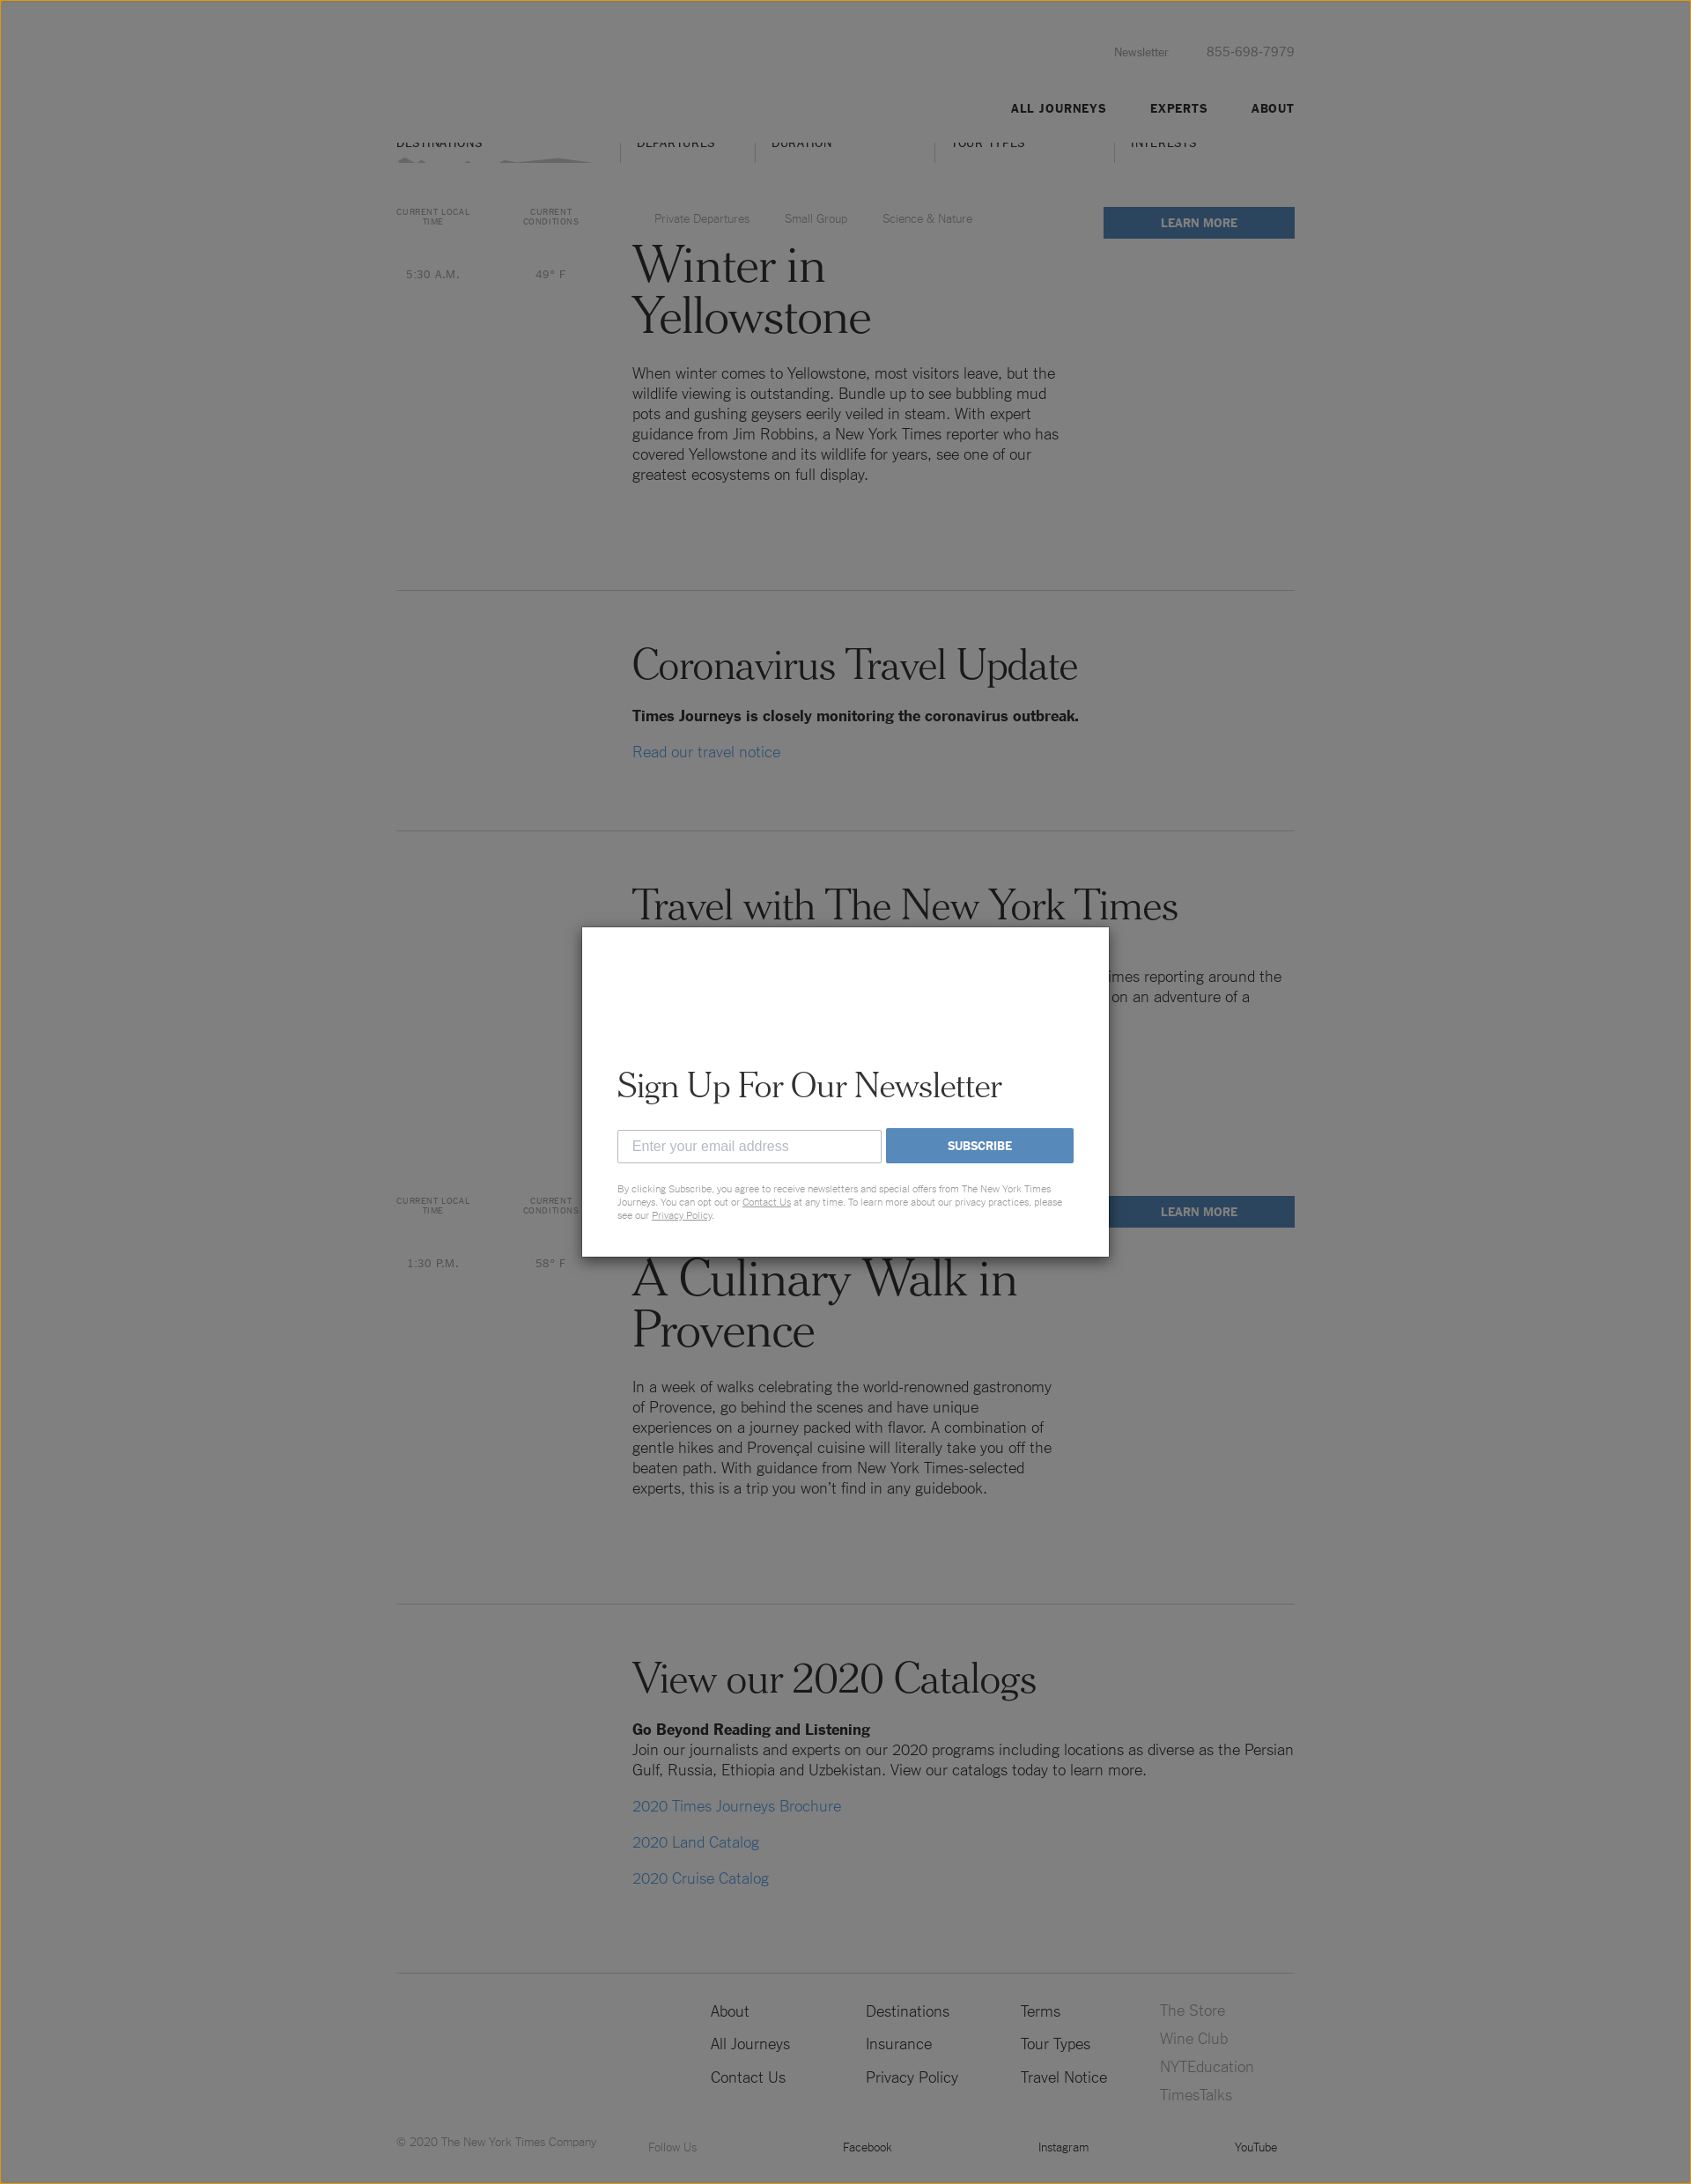 Newsletter 855-698-7979
ALL JOURNEYS EXPERTS ABOUT
DESTINATIONS DEPARTURES DURATION TOUR TYPES INTERESTS
CURRENT LOCAL TIME
CURRENT CONDITIONS
5:30 A.M.
49° F
Private Departures Small Group Science & Nature
LEARN MORE
Winter in
Yellowstone
When winter comes to Yellowstone, most visitors leave, but the
wildlife viewing is outstanding. Bundle up to see bubbling mud
pots and gushing geysers eerily veiled in steam. With expert
guidance from Jim Robbins, a New York Times reporter who has
covered Yellowstone and its wildlife for years, see one of our
greatest ecosystems on full display.
Coronavirus Travel Update
Times Journeys is closely monitoring the coronavirus outbreak.
Read our travel notice
Travel with The New York Times
imes reporting around the
on an adventure of a
Sign Up For Our Newsletter
Enter your email address
SUBSCRIBE
By clicking Subscribe, you agree to receive newsletters and special offers from The New York Times
Journeys. You can opt out or Contact Us at any time. To learn more about our privacy practices, please
see our Privacy Policy.
CURRENT LOCAL TIME
CURRENT CONDITIONS
1:30 P.M.
58° F
LEARN MORE
A Culinary Walk in
Provence
In a week of walks celebrating the world-renowned gastronomy
of Provence, go behind the scenes and have unique
experiences on a journey packed with flavor. A combination of
gentle hikes and Provençal cuisine will literally take you off the
beaten path. With guidance from New York Times-selected
experts, this is a trip you won’t find in any guidebook.
View our 2020 Catalogs
Go Beyond Reading and Listening
Join our journalists and experts on our 2020 programs including locations as diverse as the Persian
Gulf, Russia, Ethiopia and Uzbekistan. View our catalogs today to learn more.
2020 Times Journeys Brochure
2020 Land Catalog
2020 Cruise Catalog
About Destinations Terms The Store
All Journeys Insurance Tour Types Wine Club
Contact Us Privacy Policy Travel Notice NYTEducation
TimesTalks
© 2020 The New York Times Company Follow Us Facebook Instagram YouTube